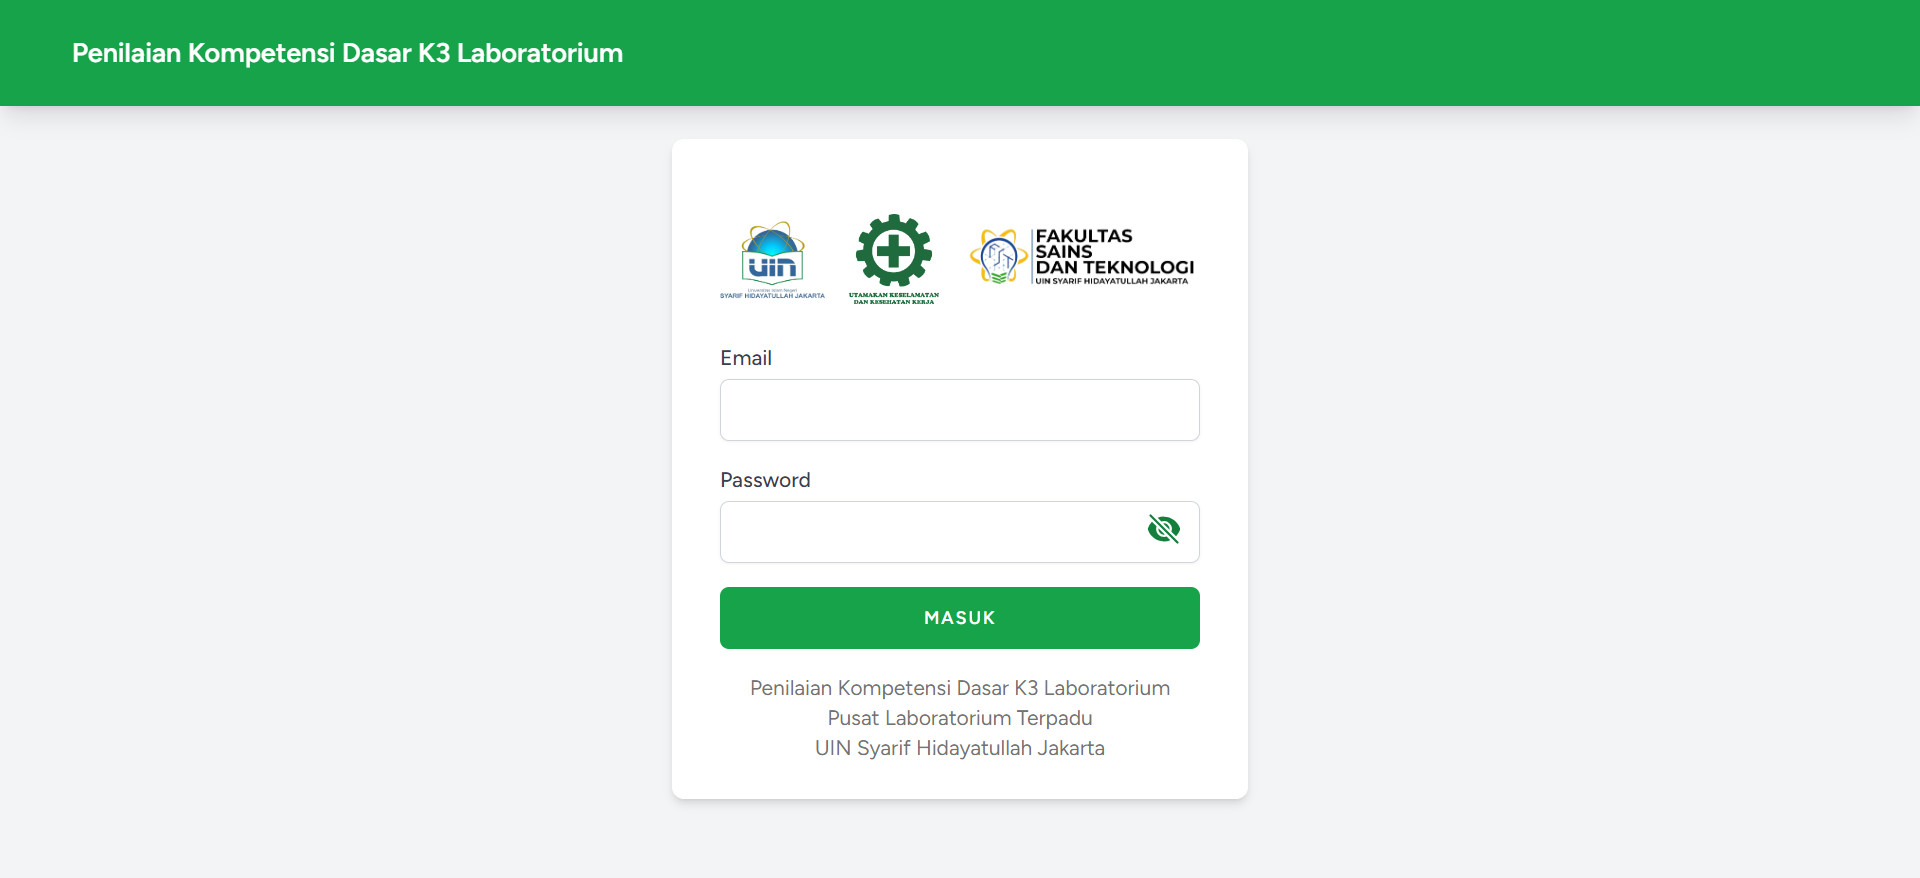 Penilaian Kompetensi Dasar K3 Laboratorium
uin
Universitas Islam Negeri
SYARIF HIDAYATULLAH JAKARTA
UTAMAKAN KESELAMATAN
DAN KESEHATAN KERJA
FAKULTAS
SAINS
DAN TEKNOLOGI
UIN SYARIF HIDAYATULLAH JAKARTA
Email
Password
MASUK
Penilaian Kompetensi Dasar K3 Laboratorium
Pusat Laboratorium Terpadu
UIN Syarif Hidayatullah Jakarta